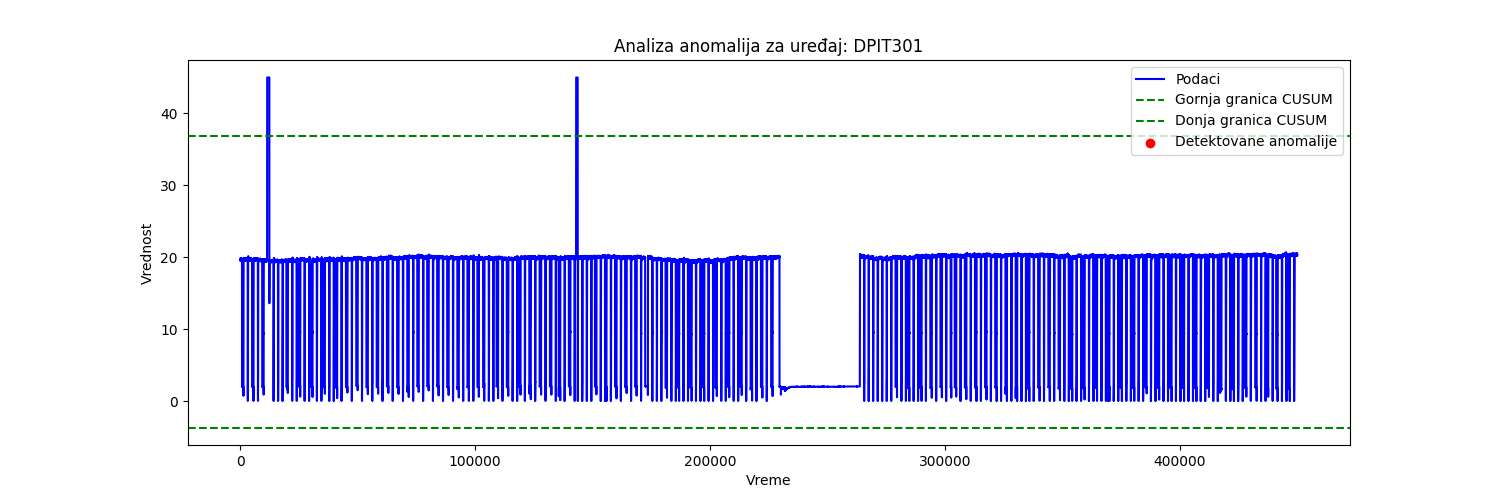 Analiza anomalija za uređaj: DPIT301
Podaci
Gornja granica CUSUM
Donja granica CUSUM
Detektovane anomalije
Vrednost
40
30
20
10
0
0
100000
200000
300000
400000
Vreme